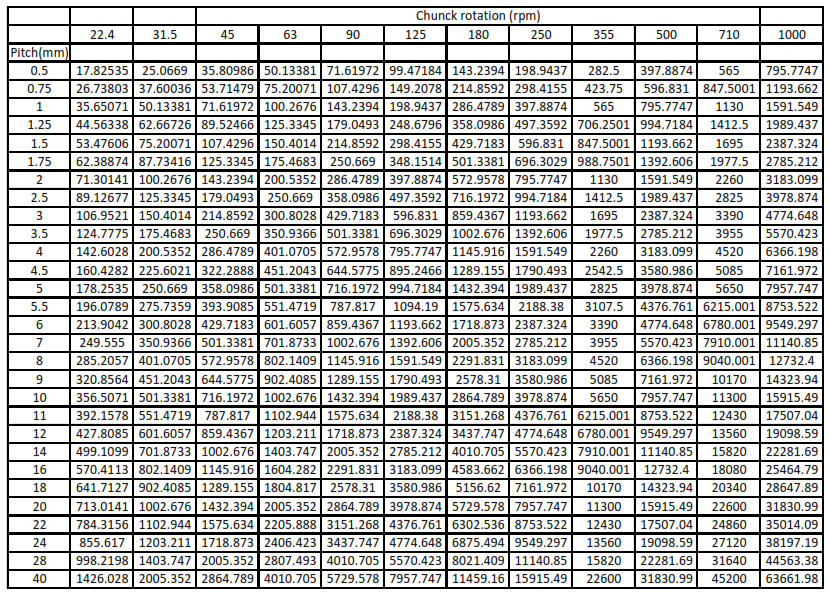 Chunck rotation (rpm)
22.4 31.5 45 63 90 125 180 250 355 500 710 1000
Pitch(mm)
0.5 17.82535 25.0669 35.80986 50.13381 71.61972 99.47184 143.2394 198.9437 282.5 397.8874 565 795.7747
0.75 26.73803 37.60036 53.71479 75.20071 107.4296 149.2078 214.8592 298.4155 423.75 596.831 847.5001 1193.662
1 35.65071 50.13381 71.61972 100.2676 143.2394 198.9437 286.4789 397.8874 565 795.7747 1130 1591.549
1.25 44.56338 62.66726 89.52466 125.3345 179.0493 248.6796 358.0986 497.3592 706.2501 994.7184 1412.5 1989.437
1.5 53.47606 75.20071 107.4296 150.4014 214.8592 298.4155 429.7183 596.831 847.5001 1193.662 1695 2387.324
1.75 62.38874 87.73416 125.3345 175.4683 250.669 348.1514 501.3381 696.3029 988.7501 1392.606 1977.5 2785.212
2 71.30141 100.2676 143.2394 200.5352 286.4789 397.8874 572.9578 795.7747 1130 1591.549 2260 3183.099
2.5 89.12677 125.3345 179.0493 250.669 358.0986 497.3592 716.1972 994.7184 1412.5 1989.437 2825 3978.874
3 106.9521 150.4014 214.8592 300.8028 429.7183 596.831 859.4367 1193.662 1695 2387.324 3390 4774.648
3.5 124.7775 175.4683 250.669 350.9366 501.3381 696.3029 1002.676 1392.606 1977.5 2785.212 3955 5570.423
4 142.6028 200.5352 286.4789 401.0705 572.9578 795.7747 1145.916 1591.549 2260 3183.099 4520 6366.198
4.5 160.4282 225.6021 322.2888 451.2043 644.5775 895.2466 1289.155 1790.493 2542.5 3580.986 5085 7161.972
5 178.2535 250.669 358.0986 501.3381 716.1972 994.7184 1432.394 1989.437 2825 3978.874 5650 7957.747
5.5 196.0789 275.7359 393.9085 551.4719 787.817 1094.19 1575.634 2188.38 3107.5 4376.761 6215.001 8753.522
6 213.9042 300.8028 429.7183 601.6057 859.4367 1193.662 1718.873 2387.324 3390 4774.648 6780.001 9549.297
7 249.555 350.9366 501.3381 701.8733 1002.676 1392.606 2005.352 2785.212 3955 5570.423 7910.001 11140.85
8 285.2057 401.0705 572.9578 802.1409 1145.916 1591.549 2291.831 3183.099 4520 6366.198 9040.001 12732.4
9 320.8564 451.2043 644.5775 902.4085 1289.155 1790.493 2578.31 3580.986 5085 7161.972 10170 14323.94
10 356.5071 501.3381 716.1972 1002.676 1432.394 1989.437 2864.789 3978.874 5650 7957.747 11300 15915.49
11 392.1578 551.4719 787.817 1102.944 1575.634 2188.38 3151.268 4376.761 6215.001 8753.522 12430 17507.04
12 427.8085 601.6057 859.4367 1203.211 1718.873 2387.324 3437.747 4774.648 6780.001 9549.297 13560 19098.59
14 499.1099 701.8733 1002.676 1403.747 2005.352 2785.212 4010.705 5570.423 7910.001 11140.85 15820 22281.69
16 570.4113 802.1409 1145.916 1604.282 2291.831 3183.099 4583.662 6366.198 9040.001 12732.4 18080 25464.79
18 641.7127 902.4085 1289.155 1804.817 2578.31 3580.986 5156.62 7161.972 10170 14323.94 20340 28647.89
20 713.0141 1002.676 1432.394 2005.352 2864.789 3978.874 5729.578 7957.747 11300 15915.49 22600 31830.99
22 784.3156 1102.944 1575.634 2205.888 3151.268 4376.761 6302.536 8753.522 12430 17507.04 24860 35014.09
24 855.617 1203.211 1718.873 2406.423 3437.747 4774.648 6875.494 9549.297 13560 19098.59 27120 38197.19
28 998.2198 1403.747 2005.352 2807.493 4010.705 5570.423 8021.409 11140.85 15820 22281.69 31640 44563.38
40 1426.028 2005.352 2864.789 4010.705 5729.578 7957.747 11459.16 15915.49 22600 31830.99 45200 63661.98